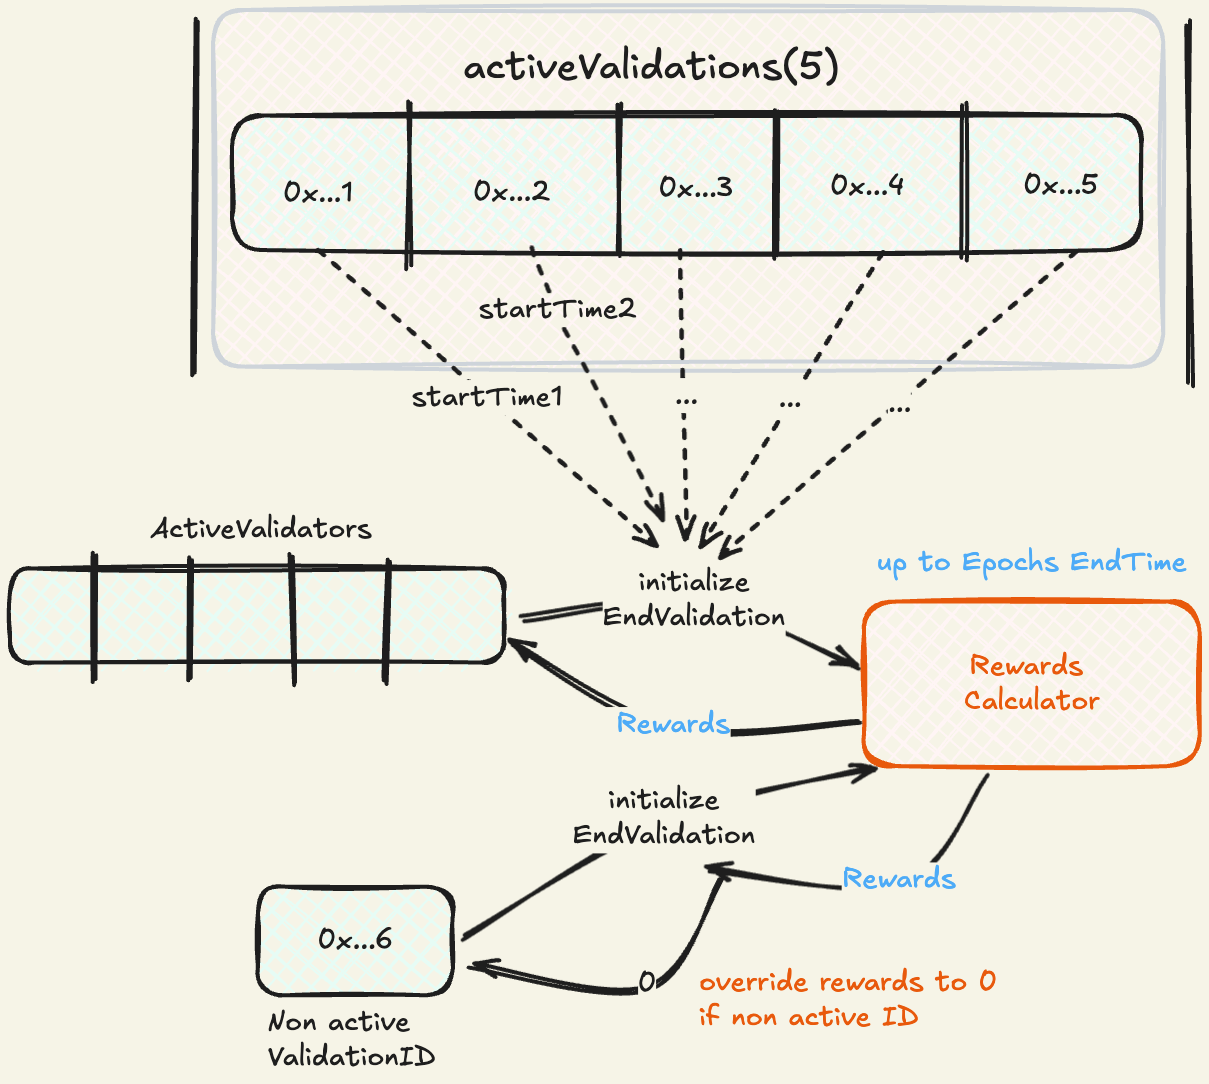 activeValidations(5)
0x...1
0x...2
0x...3
0x...4
0x...5
startTime2
startTime1
...
...
...
ActiveValidators
initialize
EndValidation
up to Epochs EndTime
Rewards
Calculator
Rewards
initialize
EndValidation
Rewards
0x...6
0
override rewards to 0
if non active ID
Non active
ValidationID